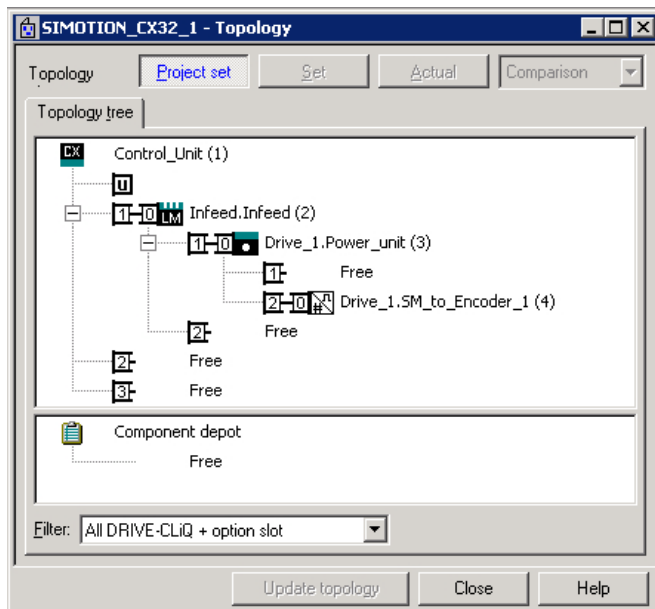 SIMOTION_CX32_1 - Topology
Topology Project set Set Actual Comparison
Topology tree
CX Control_Unit (1)
U
1 0 LM Infeed.Infeed (2)
1 0 Drive_1.Power_unit (3)
1 Free
2 0 # Drive_1.SM_to_Encoder_1 (4)
2 Free
2 Free
3 Free
Component depot
Free
Filter: All DRIVE-CLiQ + option slot
Update topology Close Help